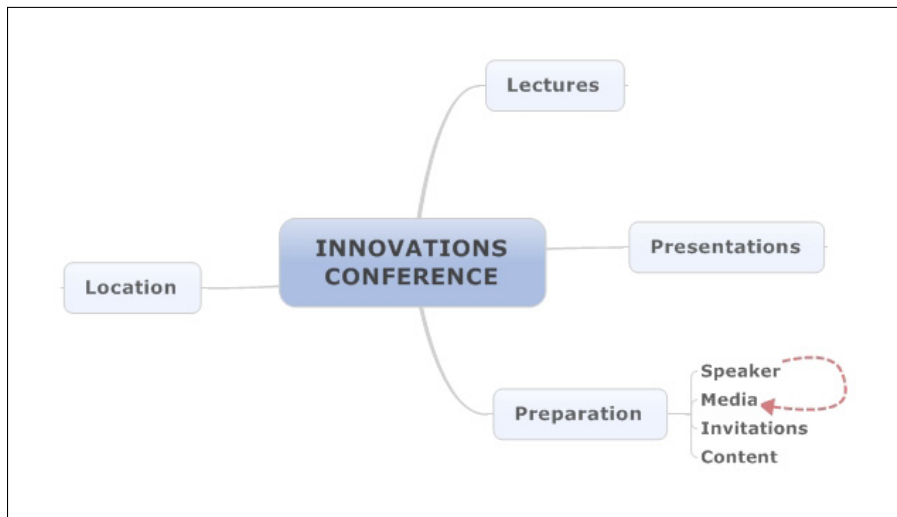 Lectures
INNOVATIONS
CONFERENCE
Presentations
Location
Preparation
Speaker
Media
Invitations
Content